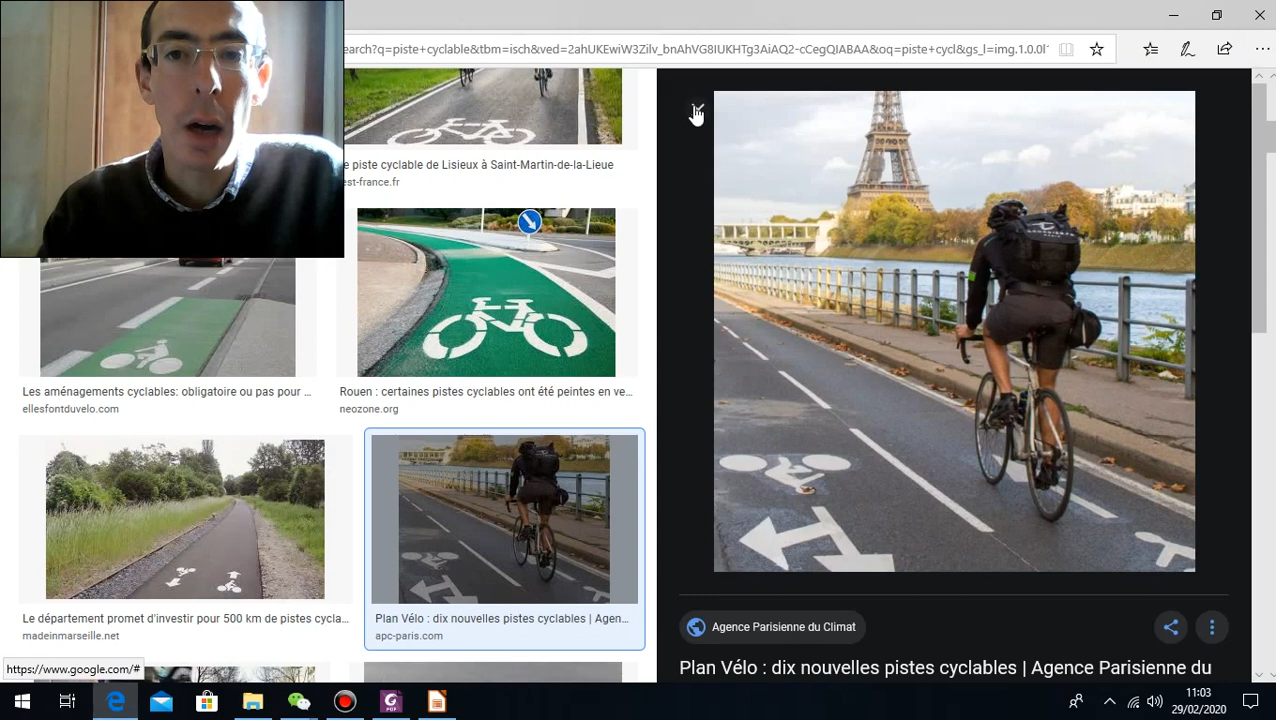 earch?q=piste+cyclable&tbm=isch&ved=2ahUKEwiW3Zilv_bnAhVG8IUKHTg3AiAQ2-cCegQIABAA&oq=piste+cycl&gs_l=img.1.0.0l
e piste cyclable de Lisieux à Saint-Martin-de-la-Lieue
est-france.fr
Les aménagements cyclables: obligatoire ou pas pour ...
ellesfontduvelo.com
Rouen : certaines pistes cyclables ont été peintes en ve...
neozone.org
Le département promet d'investir pour 500 km de pistes cycla...
madeinmarseille.net
Plan Vélo : dix nouvelles pistes cyclables | Agen...
apc-paris.com
Agence Parisienne du Climat
Plan Vélo : dix nouvelles pistes cyclables | Agence Parisienne du
https://www.google.com/#
11:03
29/02/2020